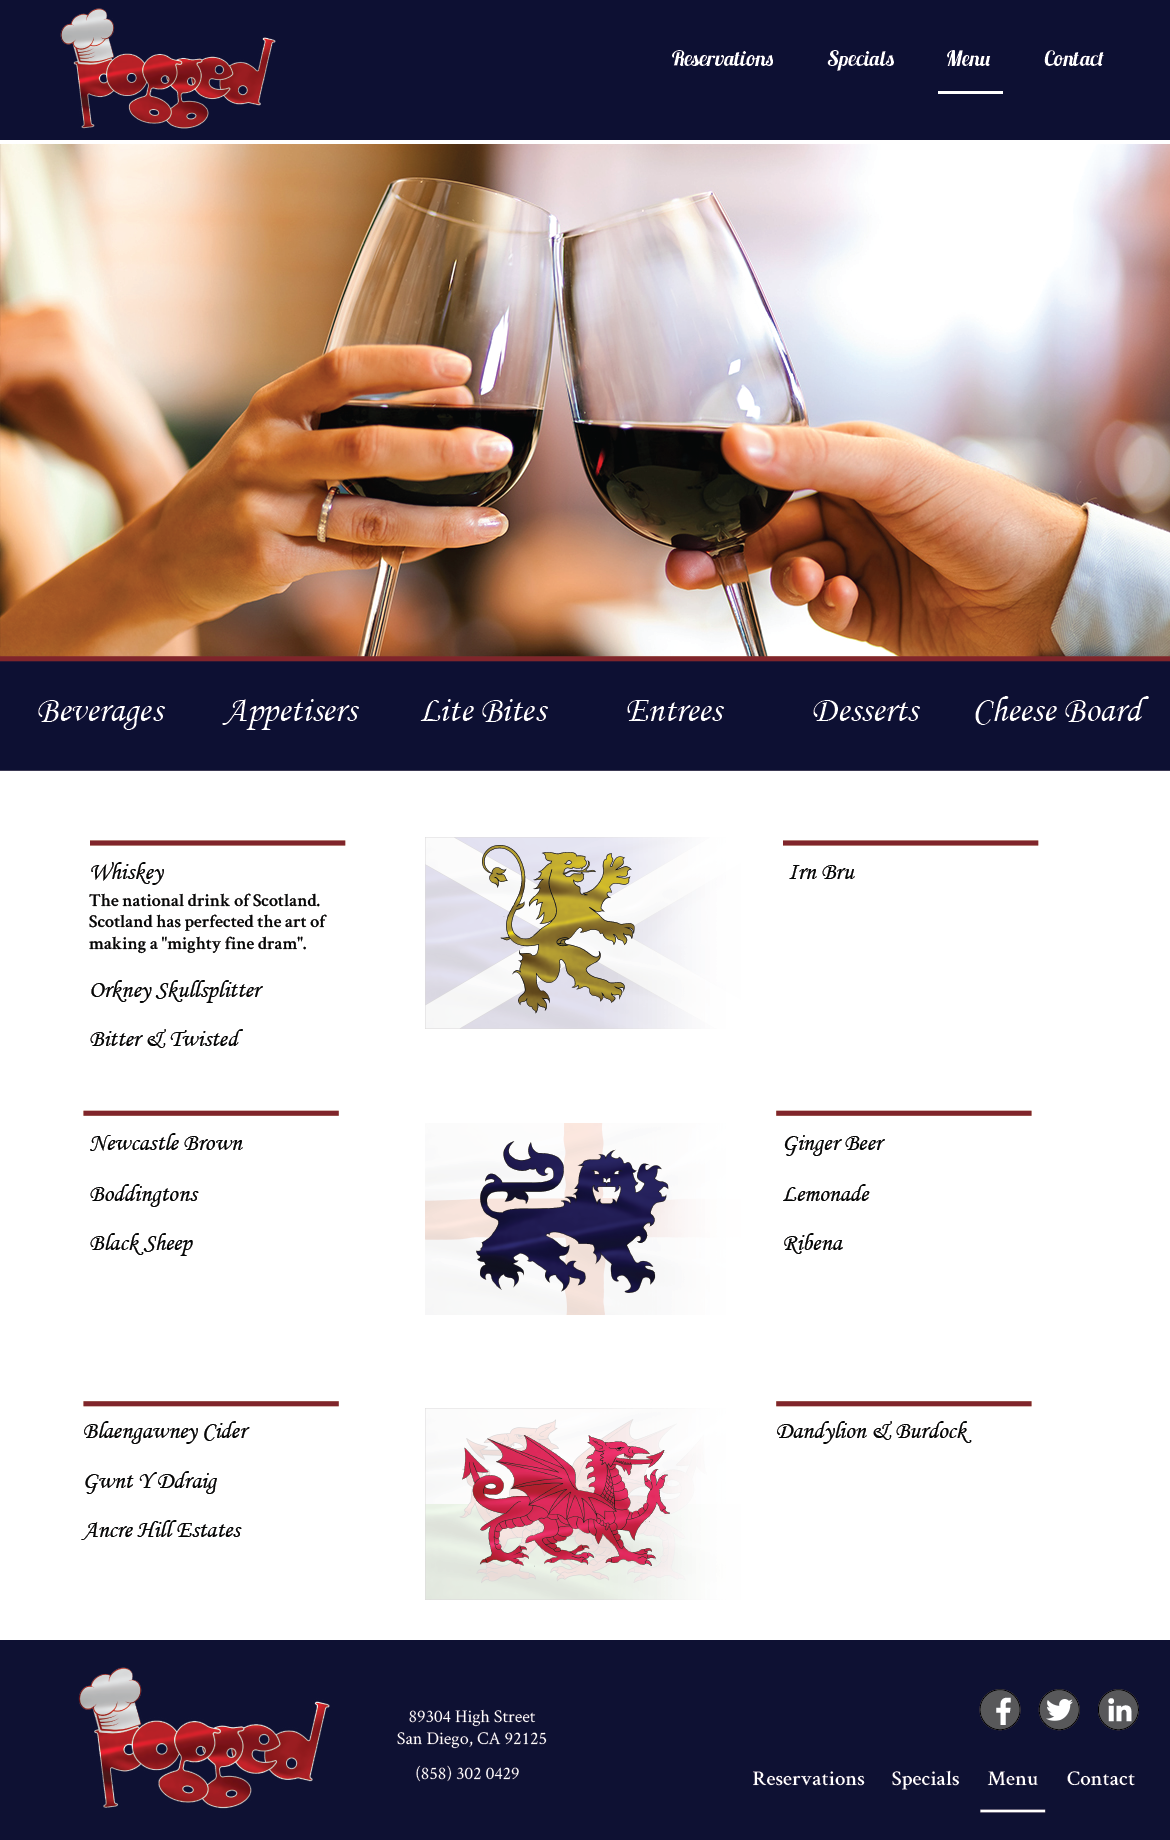 Pogged
Reservations Specials Menu Contact
Beverages Appetisers Lite Bites Entrees Desserts Cheese Board
Whiskey
The national drink of Scotland.
Scotland has perfected the art of
making a "mighty fine dram".
Orkney Skullsplitter
Bitter & Twisted
Irn Bru
Newcastle Brown
Boddingtons
Black Sheep
Ginger Beer
Lemonade
Ribena
Blaengawney Cider
Gwnt Y Ddraig
Ancre Hill Estates
Dandylion & Burdock
Pogged
89304 High Street
San Diego, CA 92125
(858) 302 0429
f in
Reservations Specials Menu Contact